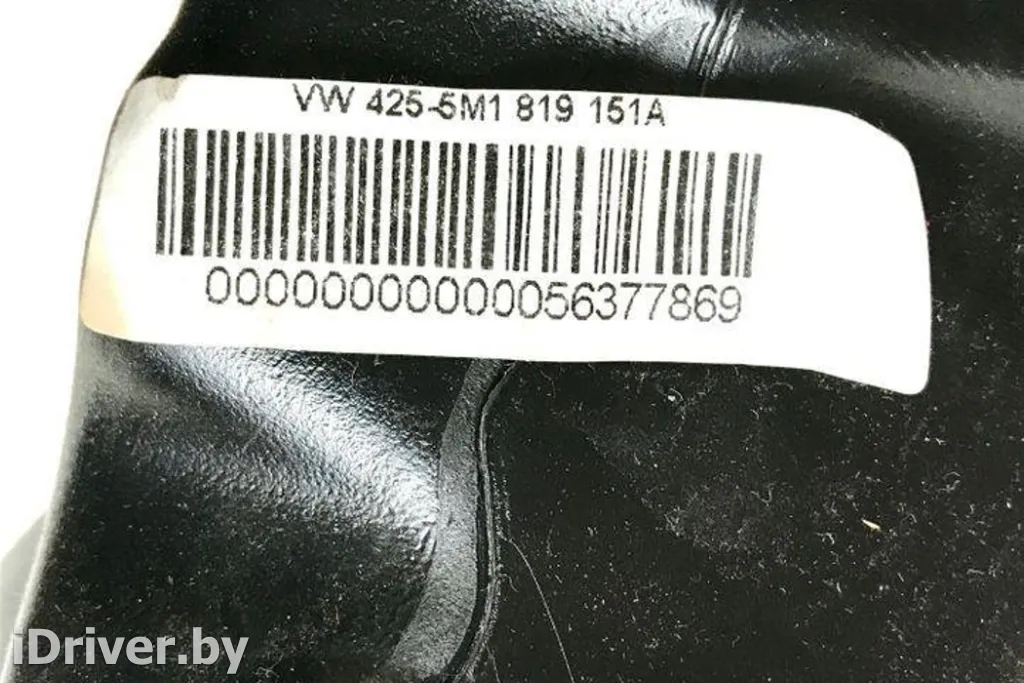 VW 425-5M1 819 151A
00000000000056377869
iDriver.by